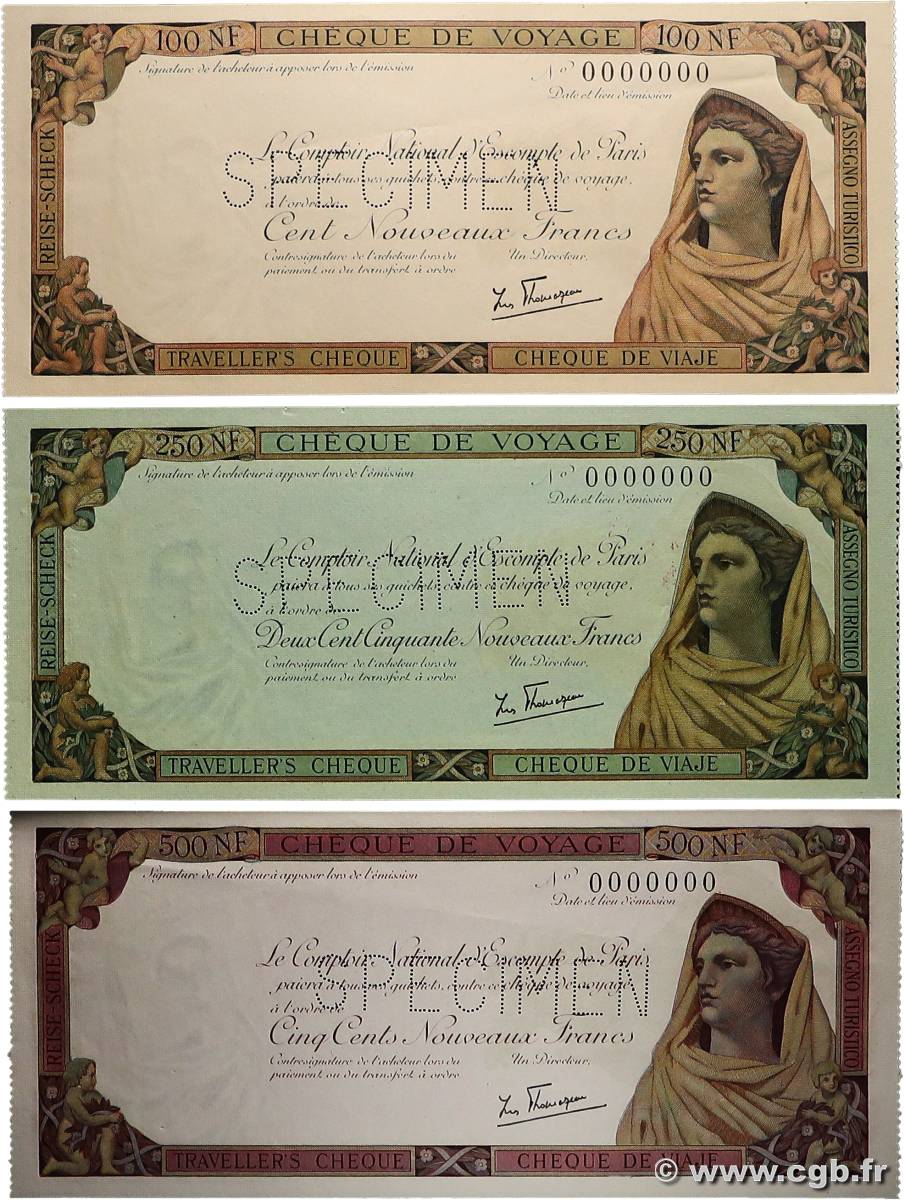 100 NF CHÈQUE DE VOYAGE 100 NF
Signature de l'acheteur à apposer lors de l'émission
Nº 0000000
Date et lieu d'émission
REISE-SCHECK
ASSEGNO TURISTICO
Le Comptoir National d'Escompte de Paris
paiera à tous ses guichets, contre ce chèque de voyage,
à l'ordre de
SPECIMEN
Cent Nouveaux Francs
Contresignature de l'acheteur lors du
paiement ou du transfert à ordre
Un Directeur,
TRAVELLER'S CHEQUE
CHEQUE DE VIAJE
250 NF CHÈQUE DE VOYAGE 250 NF
Signature de l'acheteur à apposer lors de l'émission
Nº 0000000
Date et lieu d'émission
REISE-SCHECK
ASSEGNO TURISTICO
Le Comptoir National d'Escompte de Paris
paiera à tous ses guichets, contre ce chèque de voyage,
à l'ordre de
SPECIMEN
Deux Cent Cinquante Nouveaux Francs
Contresignature de l'acheteur lors du
paiement ou du transfert à ordre
Un Directeur,
TRAVELLER'S CHEQUE
CHEQUE DE VIAJE
500 NF CHÈQUE DE VOYAGE 500 NF
Signature de l'acheteur à apposer lors de l'émission
Nº 0000000
Date et lieu d'émission
REISE-SCHECK
ASSEGNO TURISTICO
Le Comptoir National d'Escompte de Paris
paiera à tous ses guichets, contre ce chèque de voyage
à l'ordre de
SPECIMEN
Cinq Cents Nouveaux Francs
Contresignature de l'acheteur lors du
paiement ou du transfert à ordre
Un Directeur,
TRAVELLER'S CHEQUE
CHEQUE DE VIAJE
© www.cgb.fr